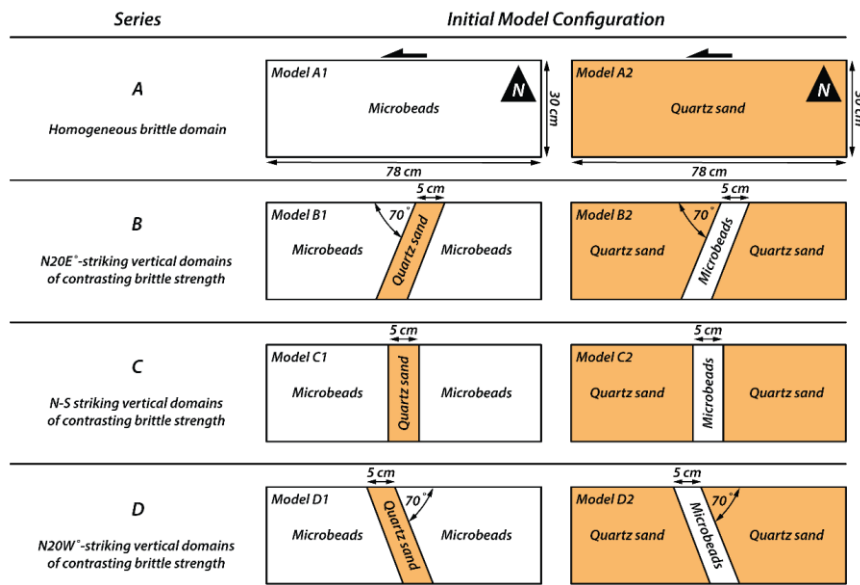 Series Initial Model Configuration
A
Homogeneous brittle domain
Model A1
Microbeads
N
30 cm
78 cm
Model A2
Quartz sand
N
30 cm
78 cm
B
N20E°-striking vertical domains
of contrasting brittle strength
5 cm
Model B1
70°
Microbeads
Quartz sand
Microbeads
5 cm
Model B2
70°
Quartz sand
Microbeads
Quartz sand
C
N-S striking vertical domains
of contrasting brittle strength
5 cm
Model C1
Microbeads
Quartz sand
Microbeads
5 cm
Model C2
Quartz sand
Microbeads
Quartz sand
D
N20W°-striking vertical domains
of contrasting brittle strength
5 cm
Model D1
70°
Microbeads
Quartz sand
Microbeads
5 cm
Model D2
70°
Quartz sand
Microbeads
Quartz sand